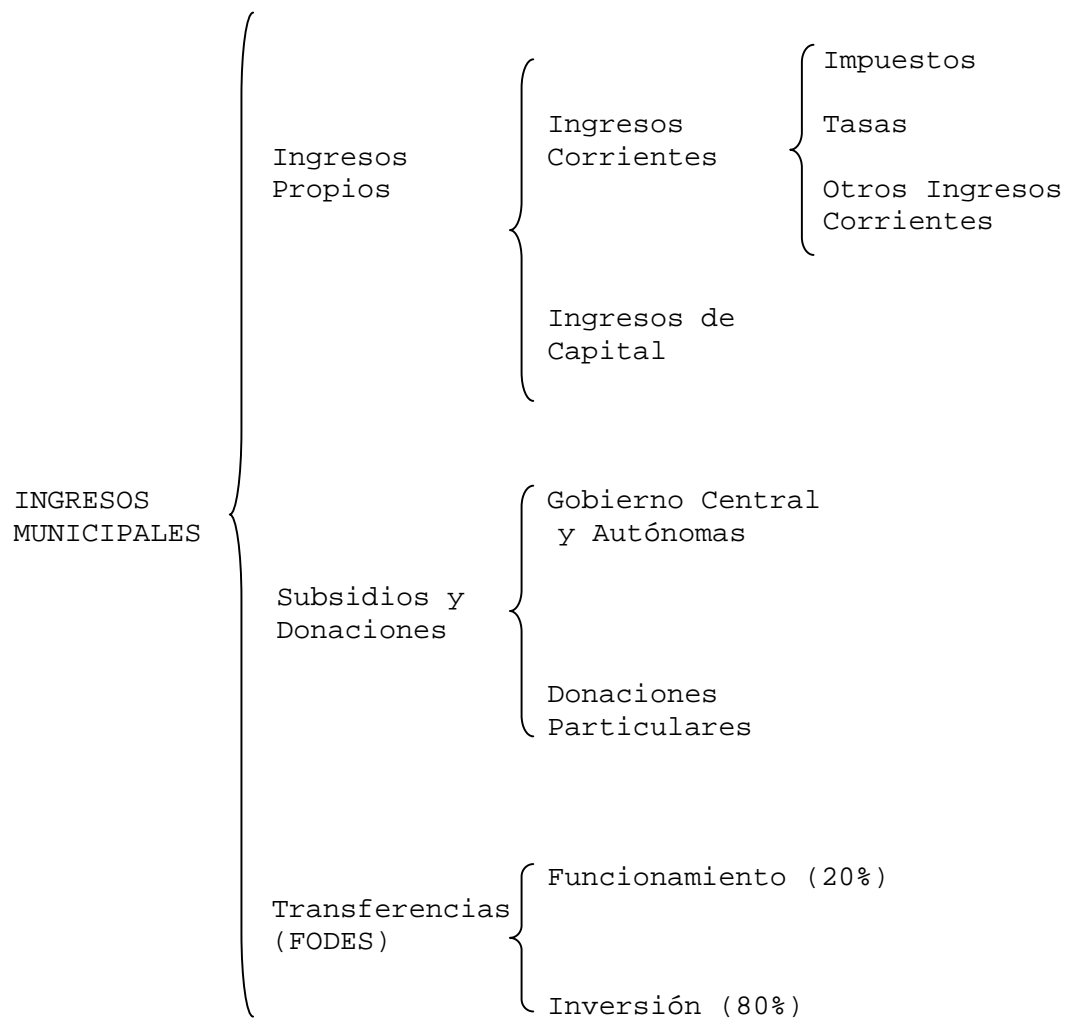 INGRESOS
MUNICIPALES
Ingresos
Propios
Ingresos
Corrientes
Impuestos
Tasas
Otros Ingresos
Corrientes
Ingresos de
Capital
Subsidios y
Donaciones
Gobierno Central
y Autónomas
Donaciones
Particulares
Transferencias
(FODES)
Funcionamiento (20%)
Inversión (80%)